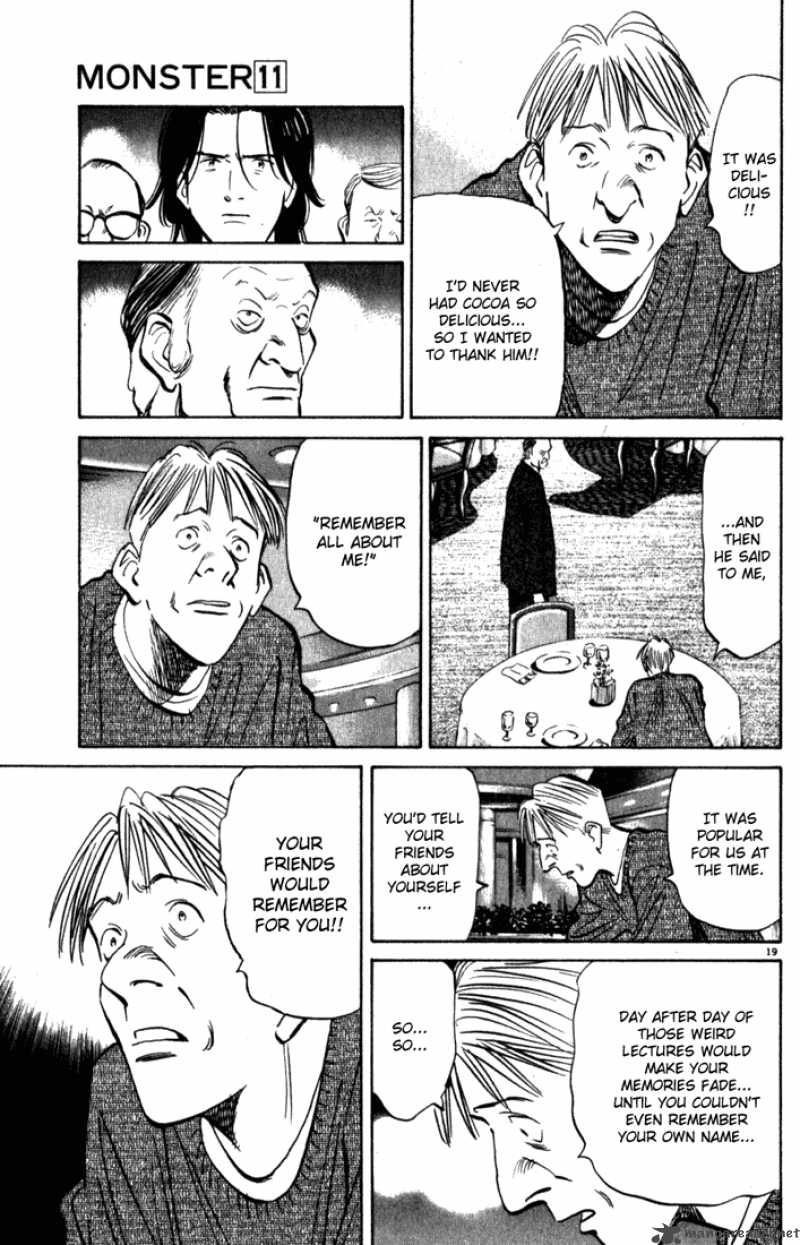 MONSTER 11
IT WAS
DELI-
CIOUS
!!
I'D NEVER
HAD COCOA SO
DELICIOUS...
SO I WANTED
TO THANK HIM!!
...AND
THEN
HE SAID
TO ME,
"REMEMBER
ALL ABOUT
ME!"
IT WAS
POPULAR
FOR US AT
THE TIME.
YOU'D TELL
YOUR
FRIENDS
ABOUT
YOURSELF
...
YOUR
FRIENDS
WOULD
REMEMBER
FOR YOU!!
19
DAY AFTER DAY OF
THOSE WEIRD
LECTURES WOULD
MAKE YOUR
MEMORIES FADE...
UNTIL YOU COULDN'T
EVEN REMEMBER
YOUR OWN NAME...
SO...
SO...
mangareader.net